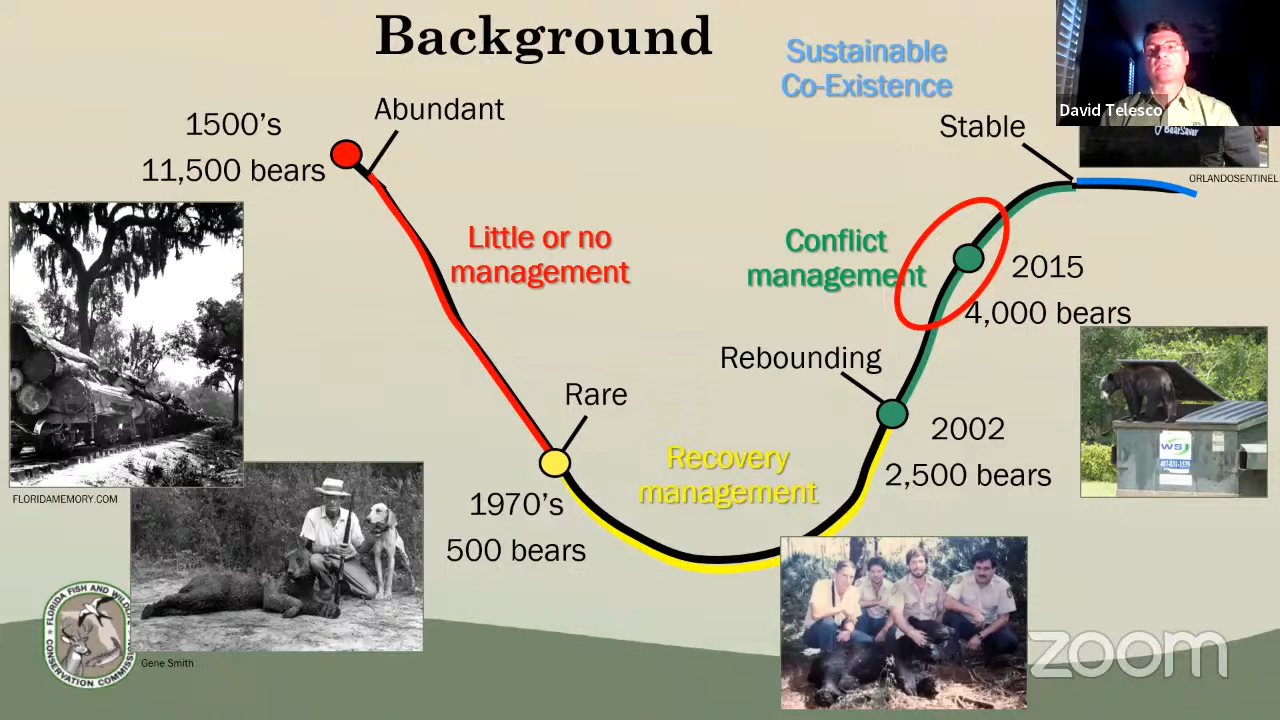 Background
Sustainable
Co-Existence
David Telesco
BearSaver
ORLANDOSENTINEL
Abundant
1500's
11,500 bears
Stable
Little or no
management
Conflict
management
2015
4,000 bears
Rebounding
Rare
2002
2,500 bears
Recovery
management
1970's
500 bears
WS
FLORIDAMEMORY.COM
Gene Smith
FLORIDA FISH AND WILDLIFE
CONSERVATION COMMISSION
zoom